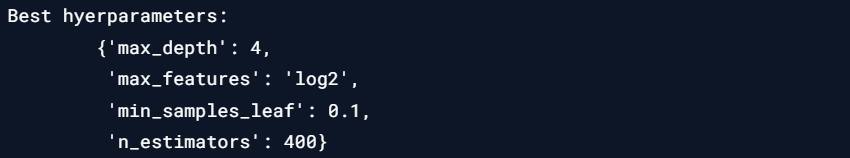 Best hyerparameters:
{'max_depth': 4,
'max_features': 'log2',
'min_samples_leaf': 0.1,
'n_estimators': 400}